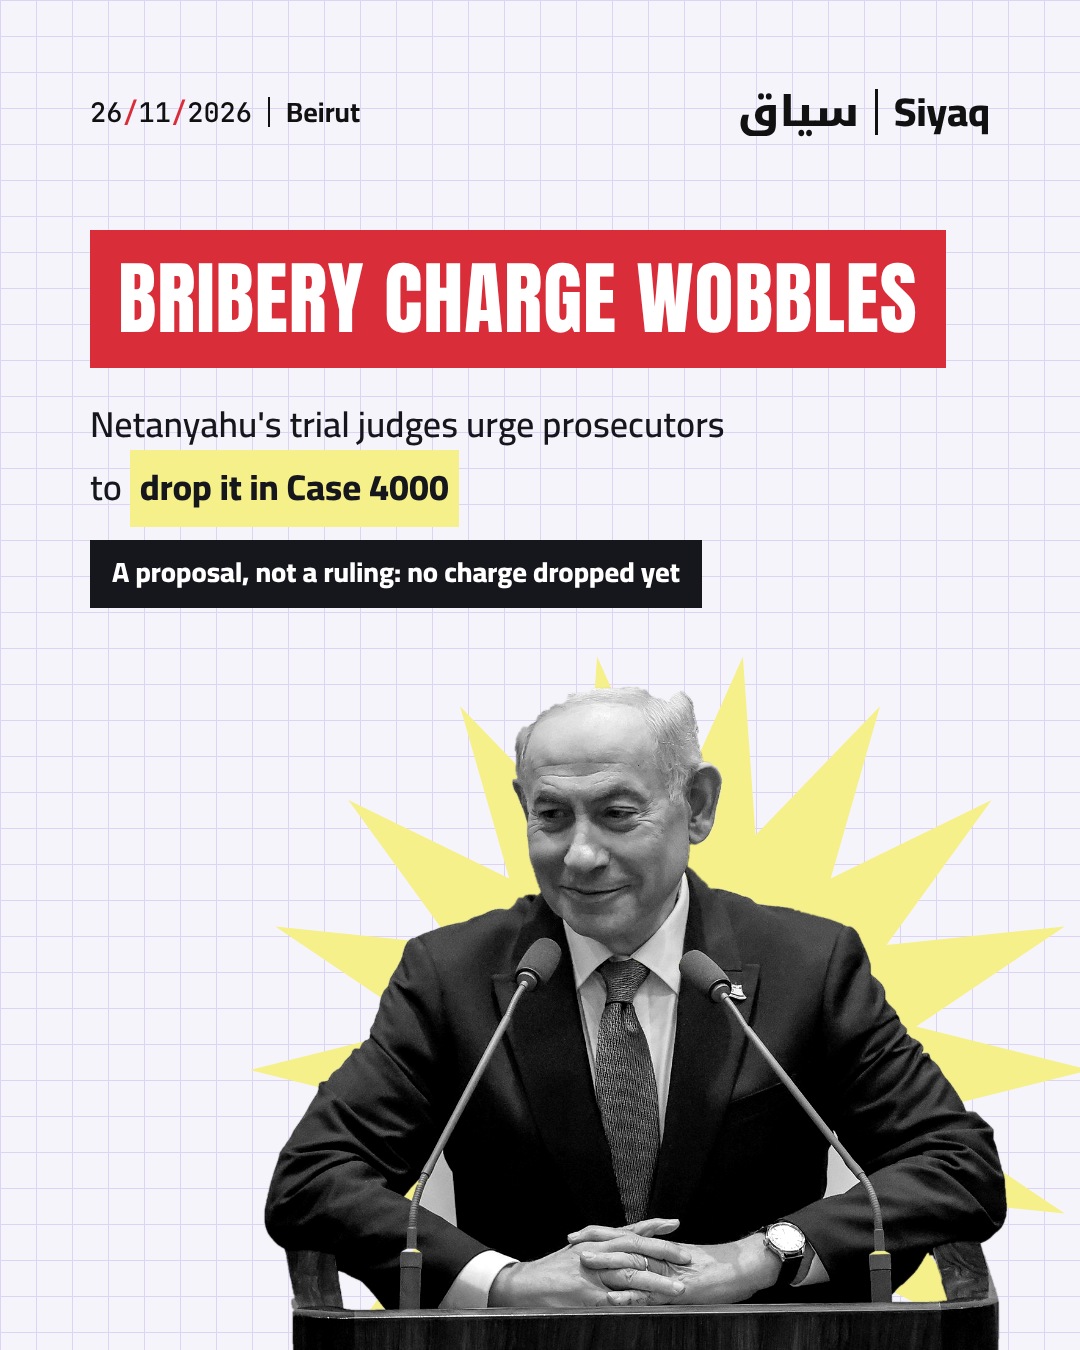 26/11/2026 | Beirut
سياق | Siyaq
BRIBERY CHARGE WOBBLES
Netanyahu's trial judges urge prosecutors
to drop it in Case 4000
A proposal, not a ruling: no charge dropped yet